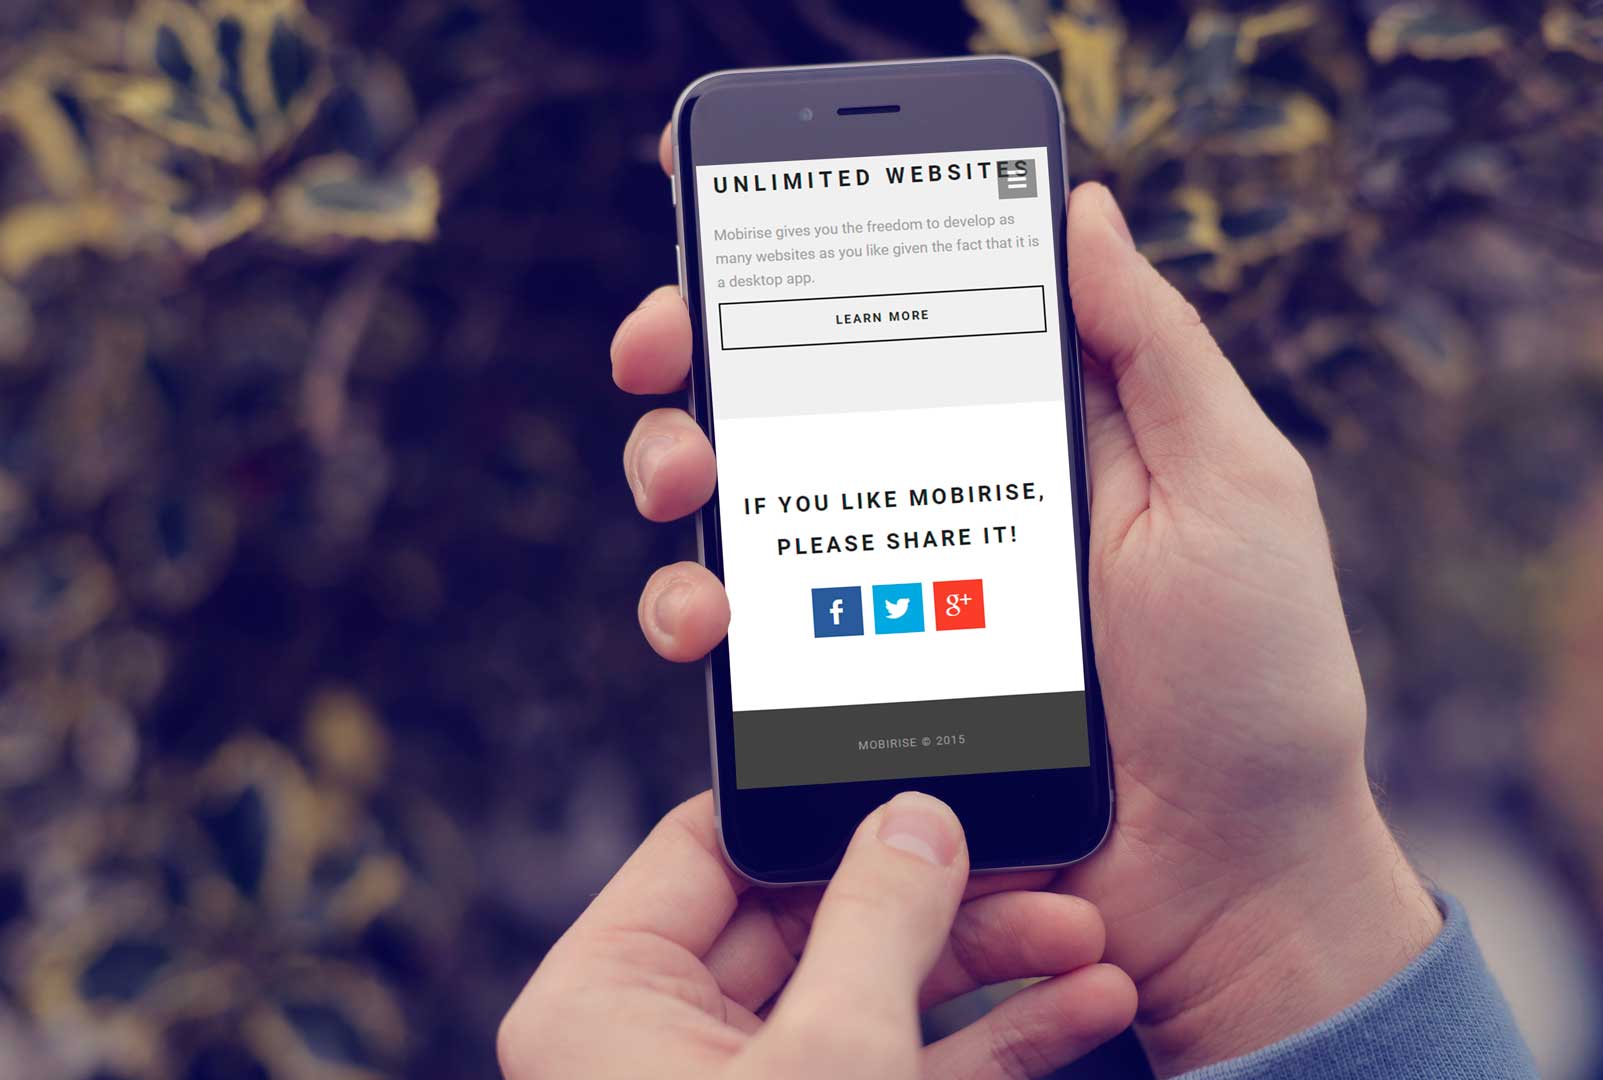 UNLIMITED WEBSITES
Mobirise gives you the freedom to develop as
many websites as you like given the fact that it is
a desktop app.
LEARN MORE
IF YOU LIKE MOBIRISE,
PLEASE SHARE IT!
f
g+
MOBIRISE © 2015